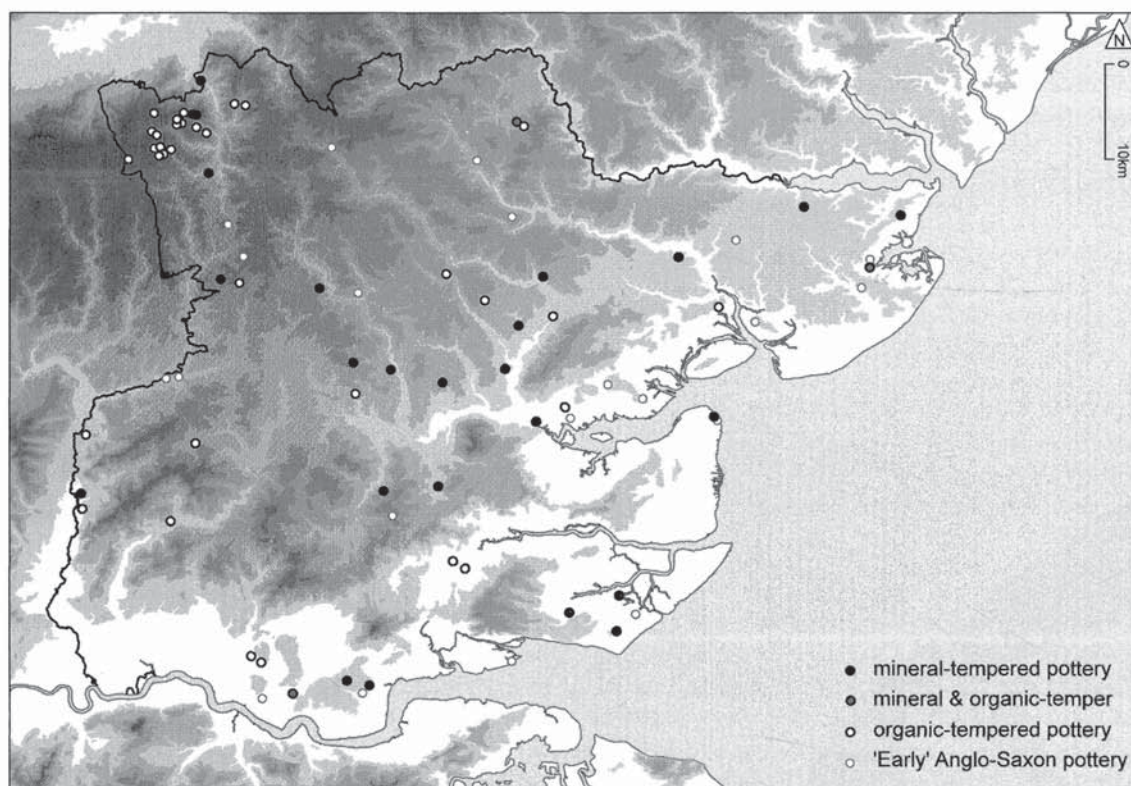 N
0
10km
mineral-tempered pottery
mineral & organic-temper
organic-tempered pottery
'Early' Anglo-Saxon pottery